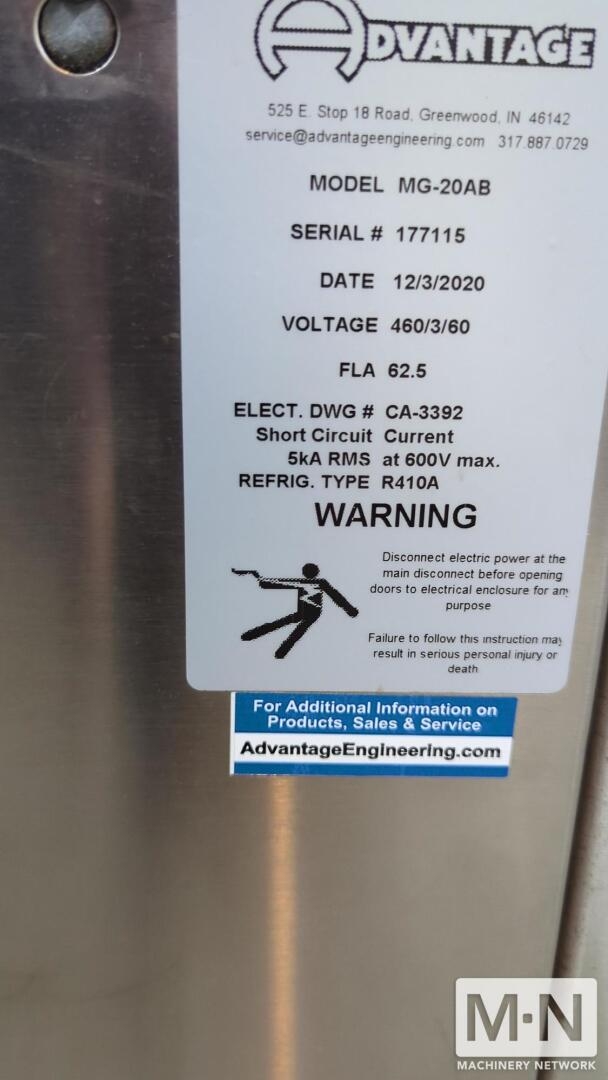 ADVANTAGE
525 E. Stop 18 Road, Greenwood, IN 46142
service@advantageengineering.com 317.887.0729
MODEL MG-20AB
SERIAL # 177115
DATE 12/3/2020
VOLTAGE 460/3/60
FLA 62.5
ELECT. DWG # CA-3392
Short Circuit Current
5kA RMS at 600V max.
REFRIG. TYPE R410A
WARNING
Disconnect electric power at the
main disconnect before opening
doors to electrical enclosure for any
purpose
Failure to follow this instruction may
result in serious personal injury or
death
For Additional Information on
Products, Sales & Service
AdvantageEngineering.com
M·N
MACHINERY NETWORK